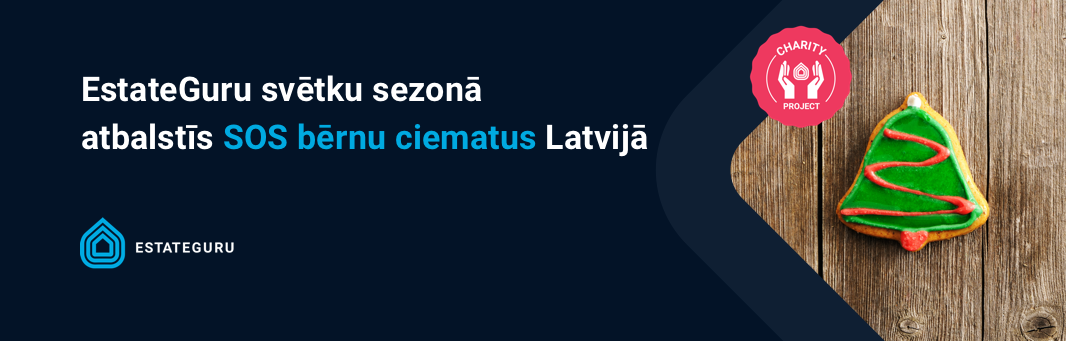 EstateGuru svētku sezonā
atbalstīs SOS bērnu ciematus Latvijā
ESTATEGURU
CHARITY
PROJECT